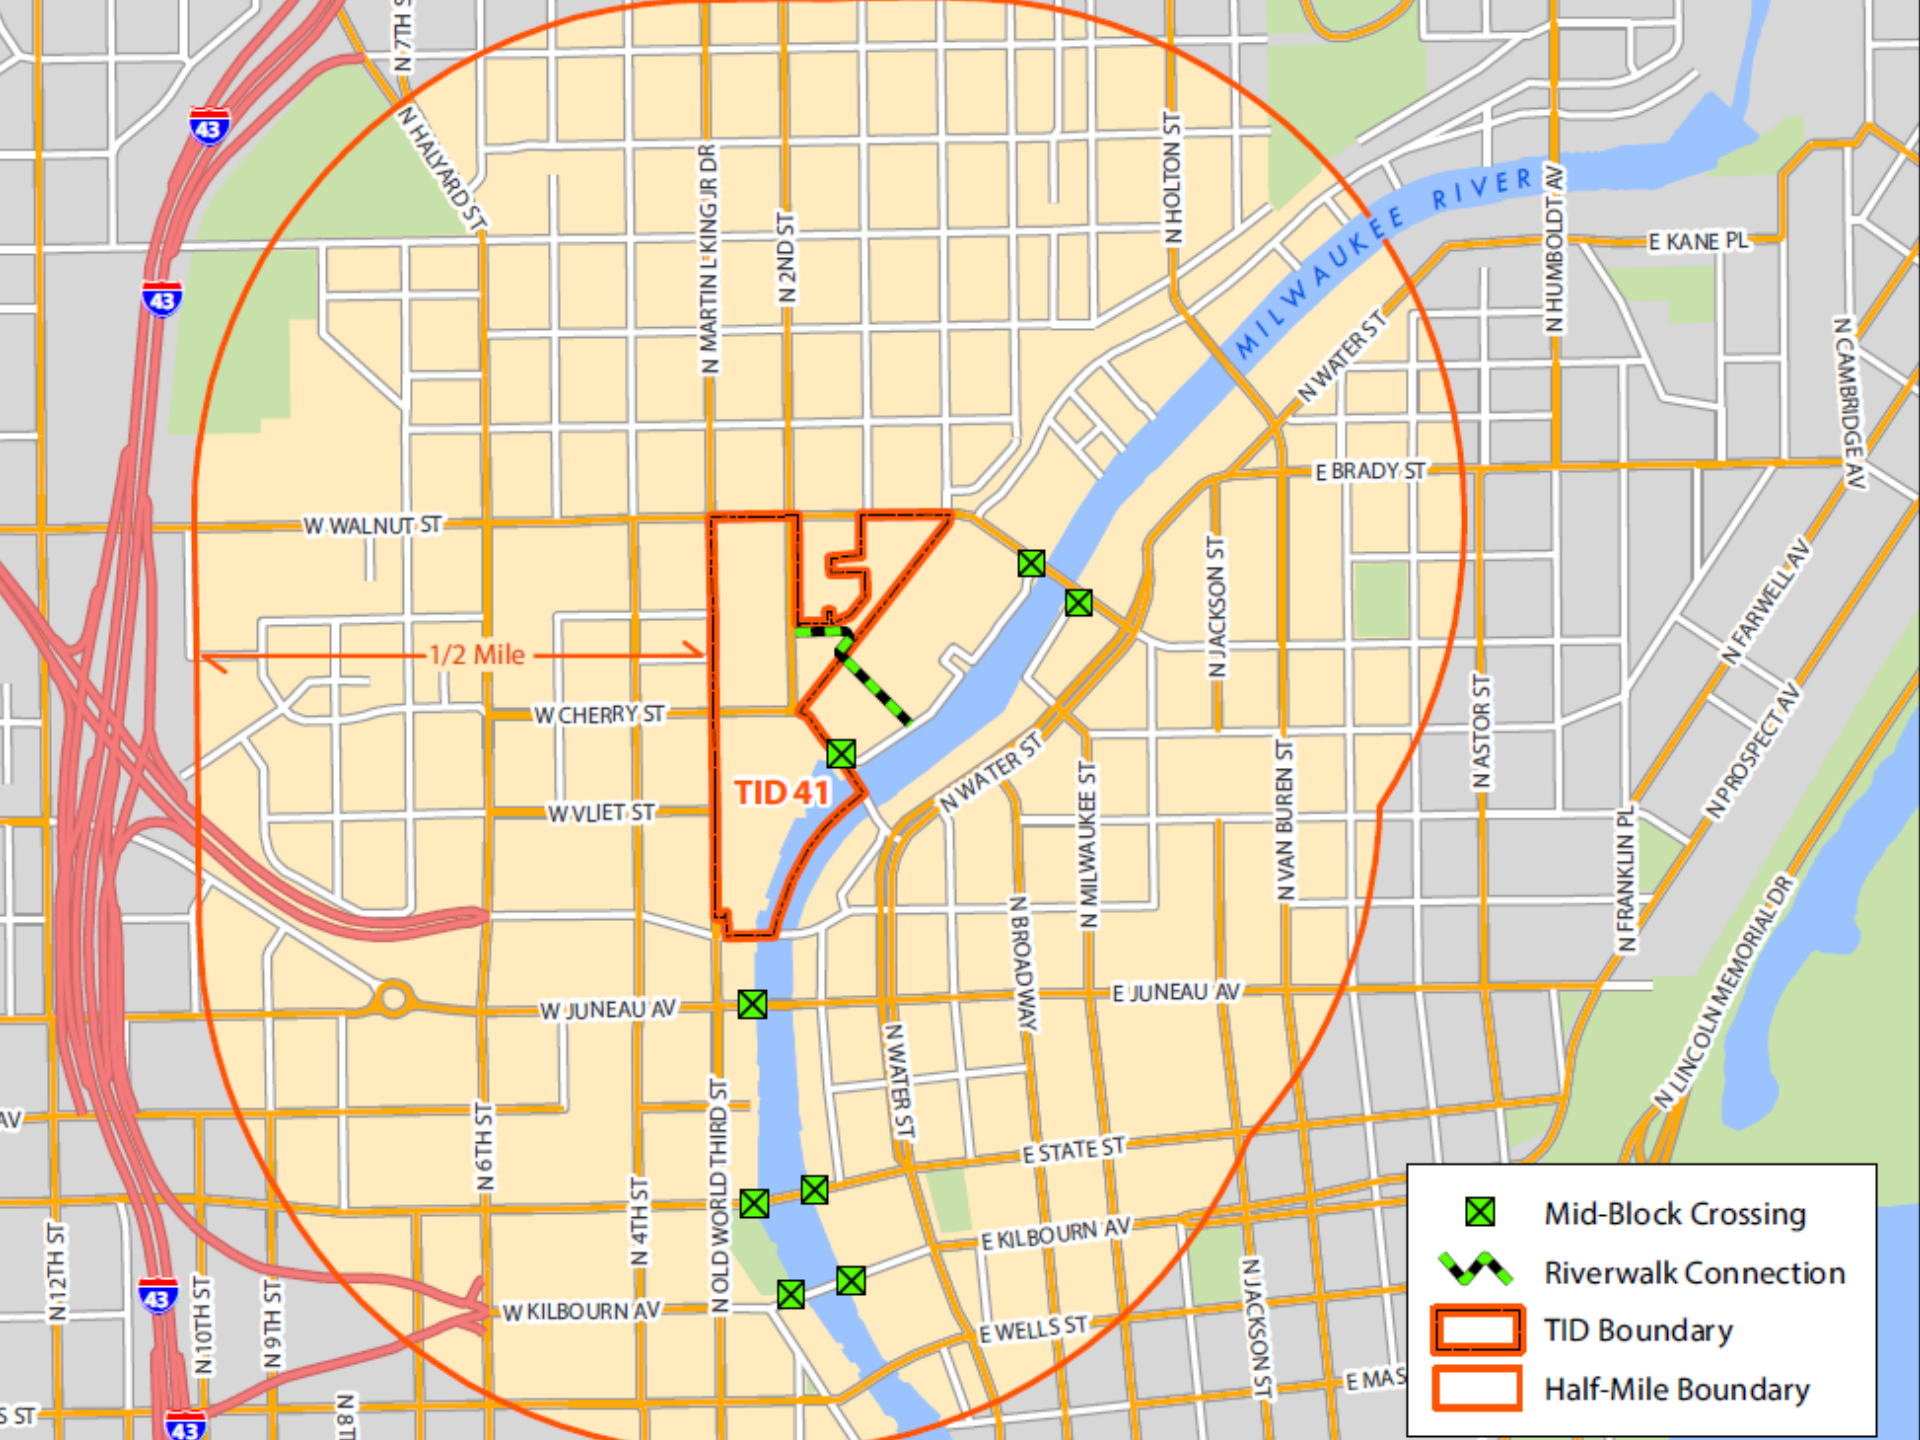 N 7TH S
43
N HALYARD ST
N MARTIN L KING JR DR
N 2ND ST
N HOLTON ST
MILWAUKEE RIVER
N HUMBOLDT AV
E KANE PL
43
N WATER ST
N CAMBRIDGE AV
E BRADY ST
W WALNUT ST
N JACKSON ST
N FARWELL AV
1/2 Mile
W CHERRY ST
N ASTOR ST
N PROSPECT AV
TID 41
N WATER ST
N MILWAUKEE ST
N VAN BUREN ST
W VLIET ST
N FRANKLIN PL
N BROADWAY
N LINCOLN MEMORIAL DR
W JUNEAU AV
E JUNEAU AV
N WATER ST
AV
N 6TH ST
N OLD WORLD THIRD ST
E STATE ST
N 4TH ST
E KILBOURN AV
N 12TH ST
43
N 10TH ST
N 9TH ST
W KILBOURN AV
E WELLS ST
N JACKSON ST
E MAS
N 8T
S ST
43
Mid-Block Crossing
Riverwalk Connection
TID Boundary
Half-Mile Boundary